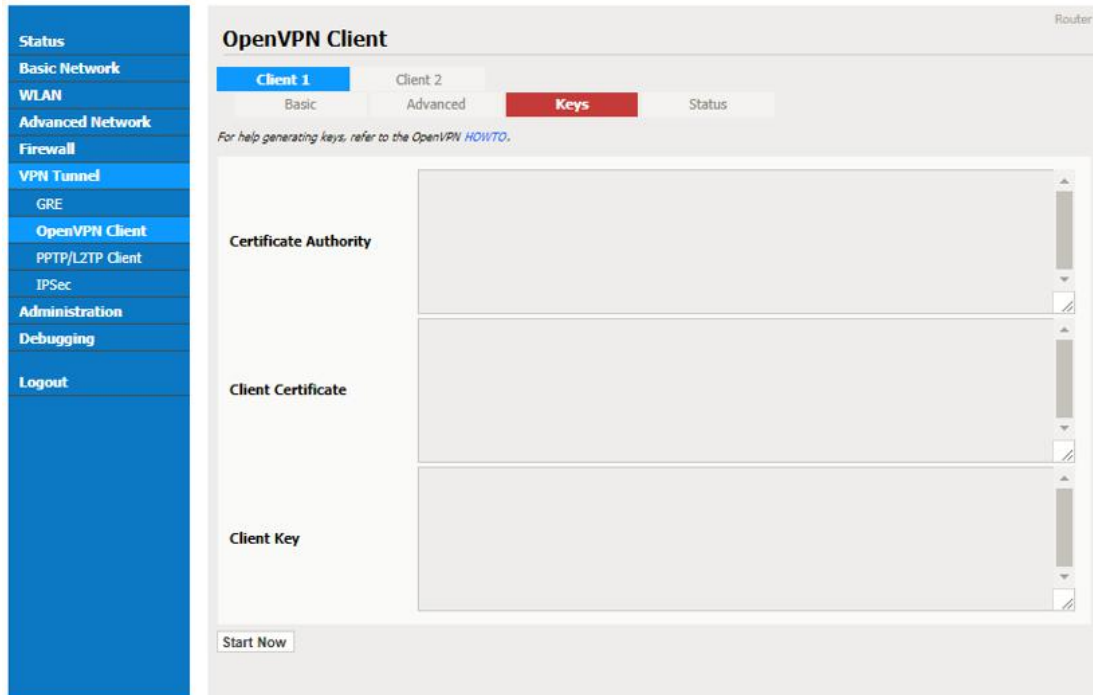 Router
Status
Basic Network
WLAN
Advanced Network
Firewall
VPN Tunnel
GRE
OpenVPN Client
PPTP/L2TP Client
IPSec
Administration
Debugging
Logout
OpenVPN Client
Client 1 Client 2
Basic Advanced Keys Status
For help generating keys, refer to the OpenVPN HOWTO.
Certificate Authority
Client Certificate
Client Key
Start Now